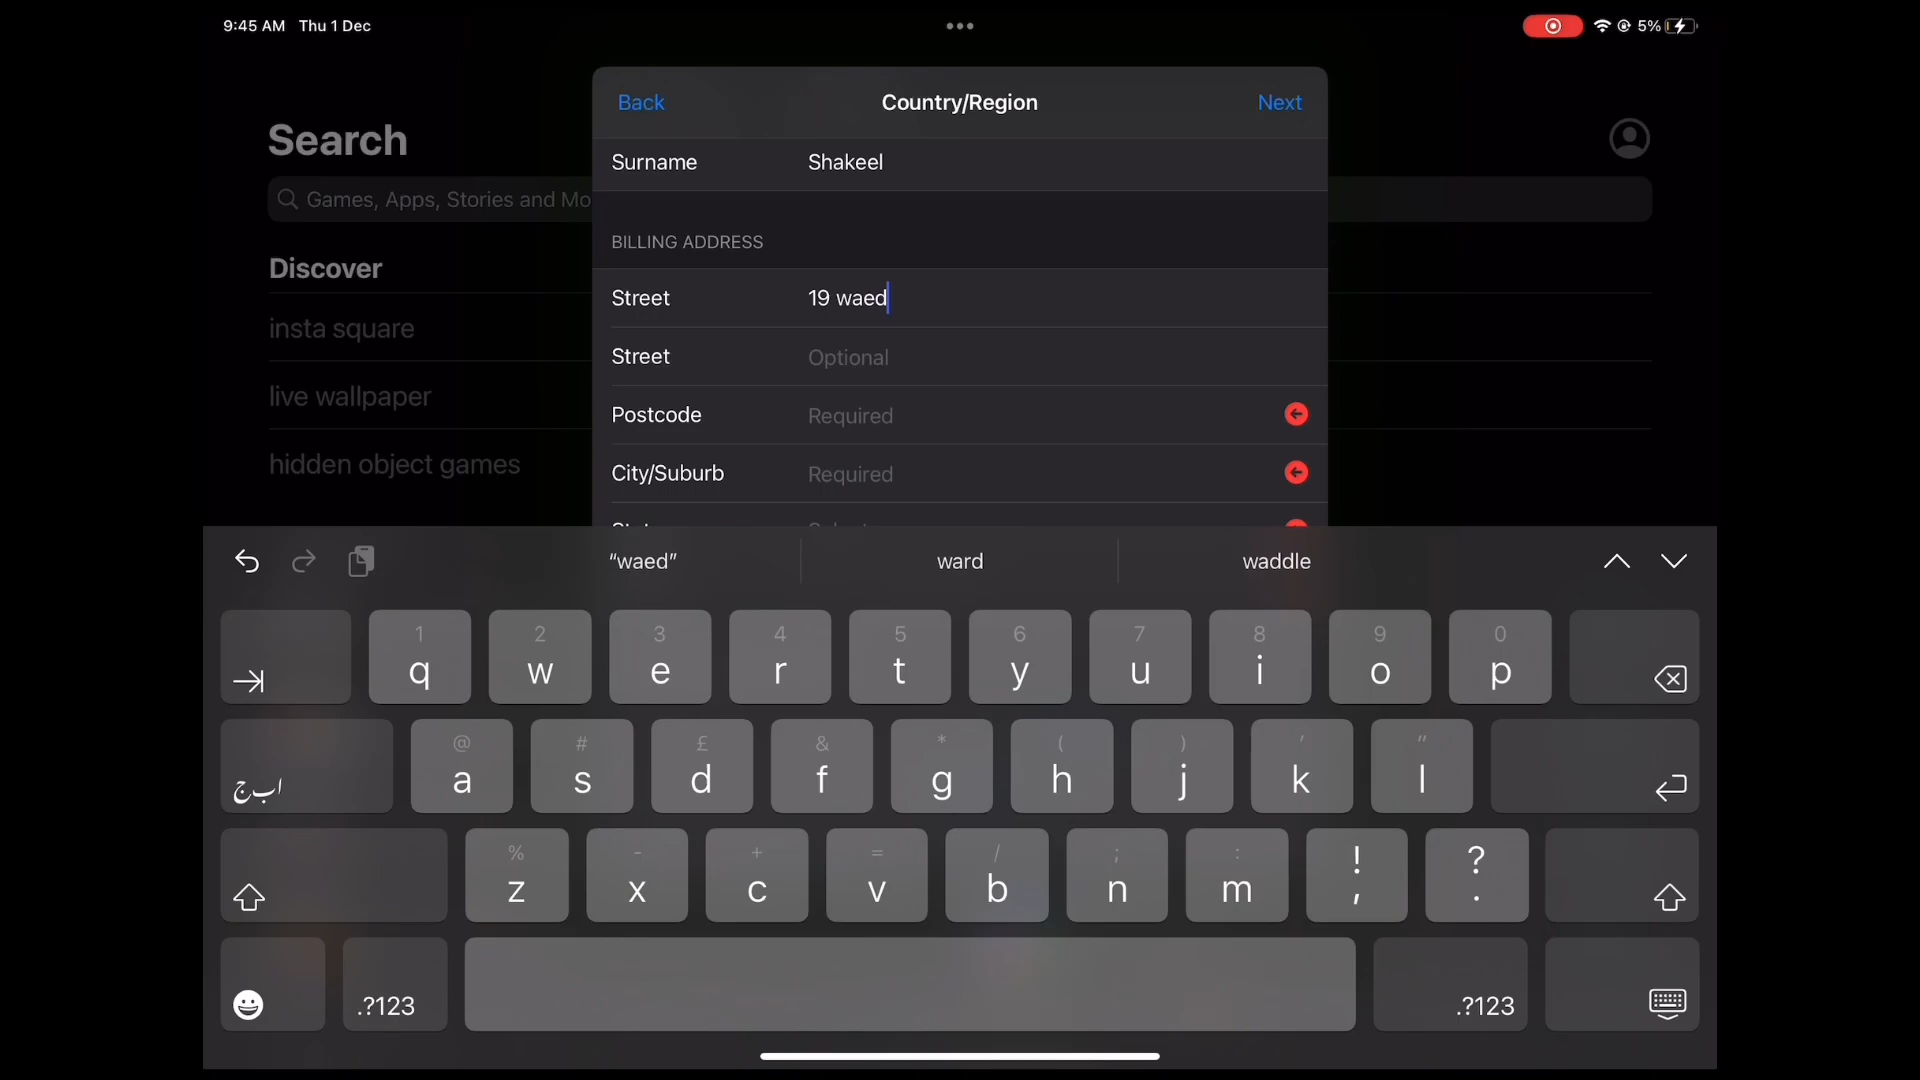 9:45 AM Thu 1 Dec
5%
Back
Country/Region
Next
Search
Surname
Shakeel
Games, Apps, Stories and Mo
BILLING ADDRESS
Discover
Street
19 waed
insta square
Street
Optional
live wallpaper
Postcode
Required
hidden object games
City/Suburb
Required
“waed”
ward
waddle
1 2 3 4 5 6 7 8 9 0
q w e r t y u i o p
@ # £ & * ( ) ' "
ا ب ج
a s d f g h j k l
% - + = / ; : ! ?
z x c v b n m , .
.?123
.?123